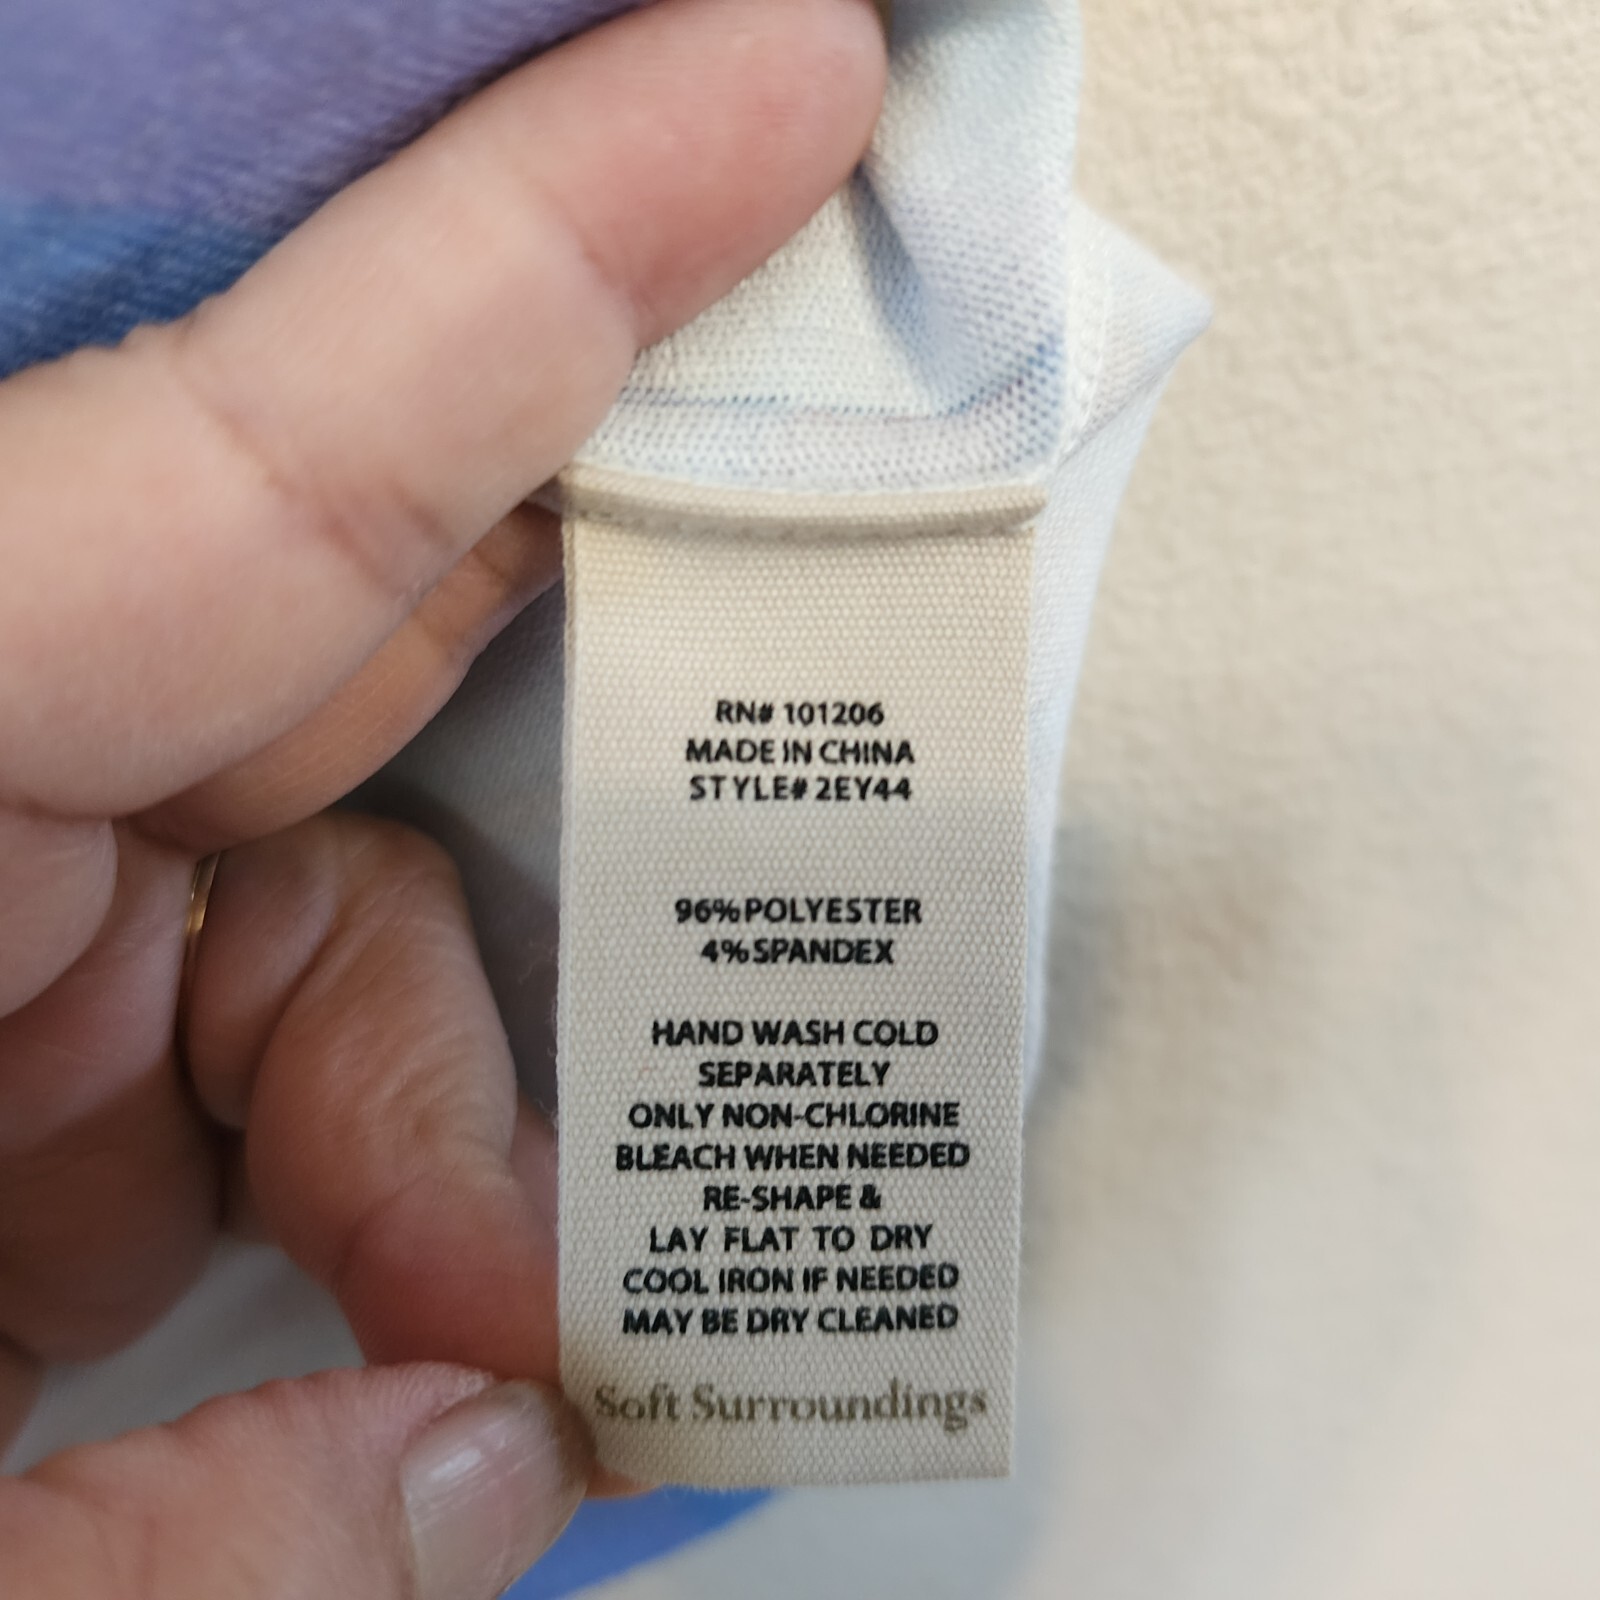 RN# 101206
MADE IN CHINA
STYLE# 2EY44
96% POLYESTER
4% SPANDEX
HAND WASH COLD
SEPARATELY
ONLY NON-CHLORINE
BLEACH WHEN NEEDED
RE-SHAPE &
LAY FLAT TO DRY
COOL IRON IF NEEDED
MAY BE DRY CLEANED
Soft Surroundings